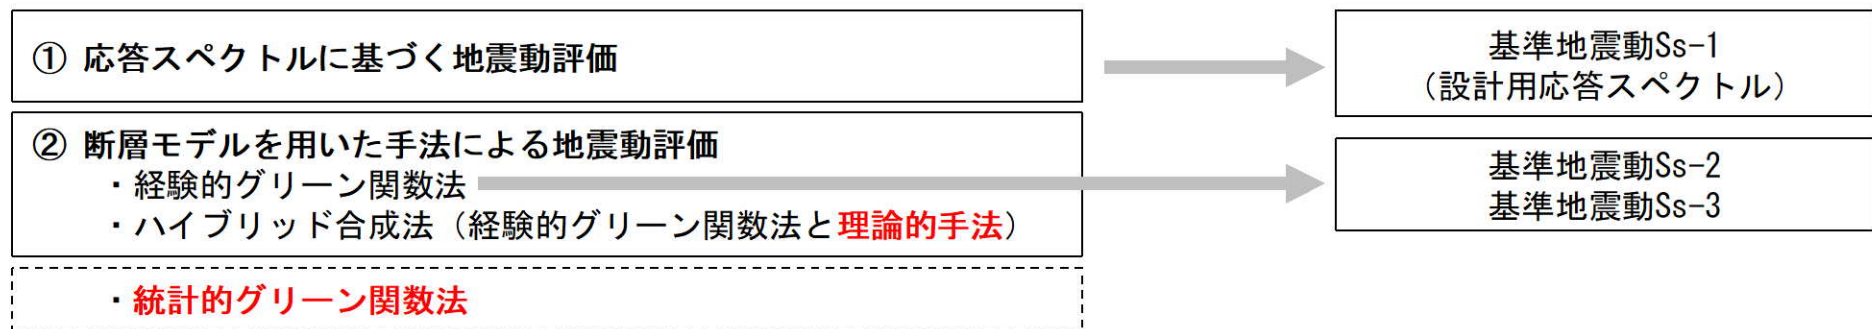 ① 応答スペクトルに基づく地震動評価
基準地震動Ss-1
（設計用応答スペクトル）
② 断層モデルを用いた手法による地震動評価
・経験的グリーン関数法
・ハイブリッド合成法（経験的グリーン関数法と理論的手法）
基準地震動Ss-2
基準地震動Ss-3
・統計的グリーン関数法